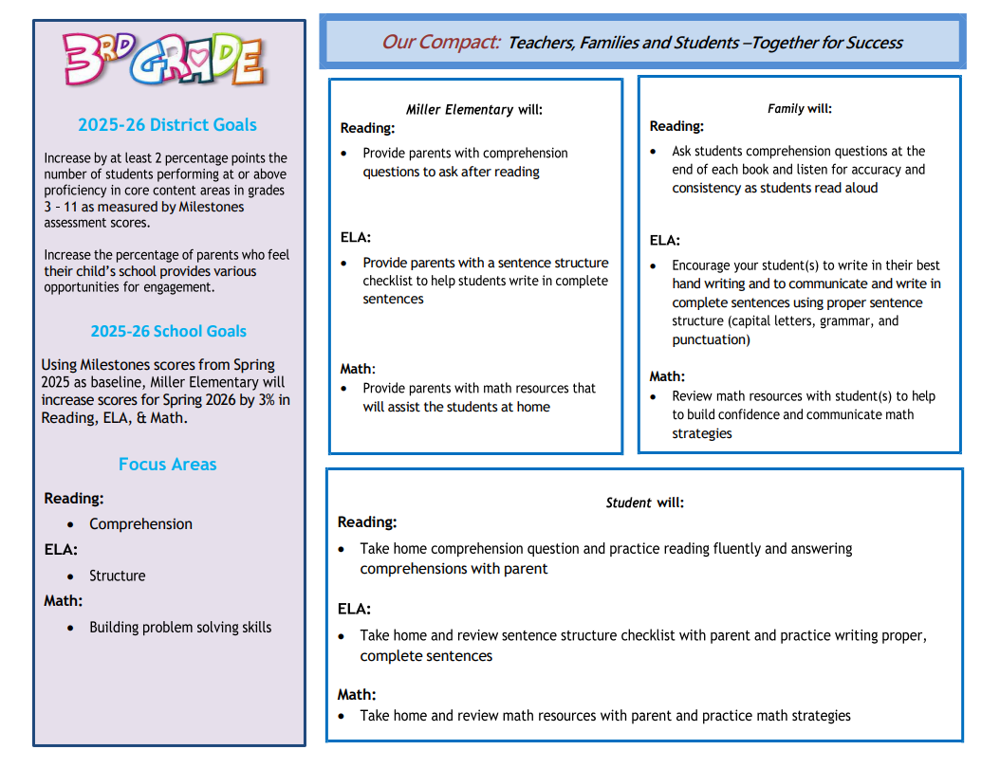 3RD GRADE
2025-26 District Goals
Increase by at least 2 percentage points the
number of students performing at or above
proficiency in core content areas in grades
3 – 11 as measured by Milestones
assessment scores.
Increase the percentage of parents who feel
their child's school provides various
opportunities for engagement.
2025-26 School Goals
Using Milestones scores from Spring
2025 as baseline, Miller Elementary will
increase scores for Spring 2026 by 3% in
Reading, ELA, & Math.
Focus Areas
Reading:
• Comprehension
ELA:
• Structure
Math:
• Building problem solving skills
Our Compact: Teachers, Families and Students –Together for Success
Miller Elementary will:
Reading:
• Provide parents with comprehension
questions to ask after reading
ELA:
• Provide parents with a sentence structure
checklist to help students write in complete
sentences
Math:
• Provide parents with math resources that
will assist the students at home
Family will:
Reading:
• Ask students comprehension questions at the
end of each book and listen for accuracy and
consistency as students read aloud
ELA:
• Encourage your student(s) to write in their best
hand writing and to communicate and write in
complete sentences using proper sentence
structure (capital letters, grammar, and
punctuation)
Math:
• Review math resources with student(s) to help
to build confidence and communicate math
strategies
Student will:
Reading:
• Take home comprehension question and practice reading fluently and answering
comprehensions with parent
ELA:
• Take home and review sentence structure checklist with parent and practice writing proper,
complete sentences
Math:
• Take home and review math resources with parent and practice math strategies